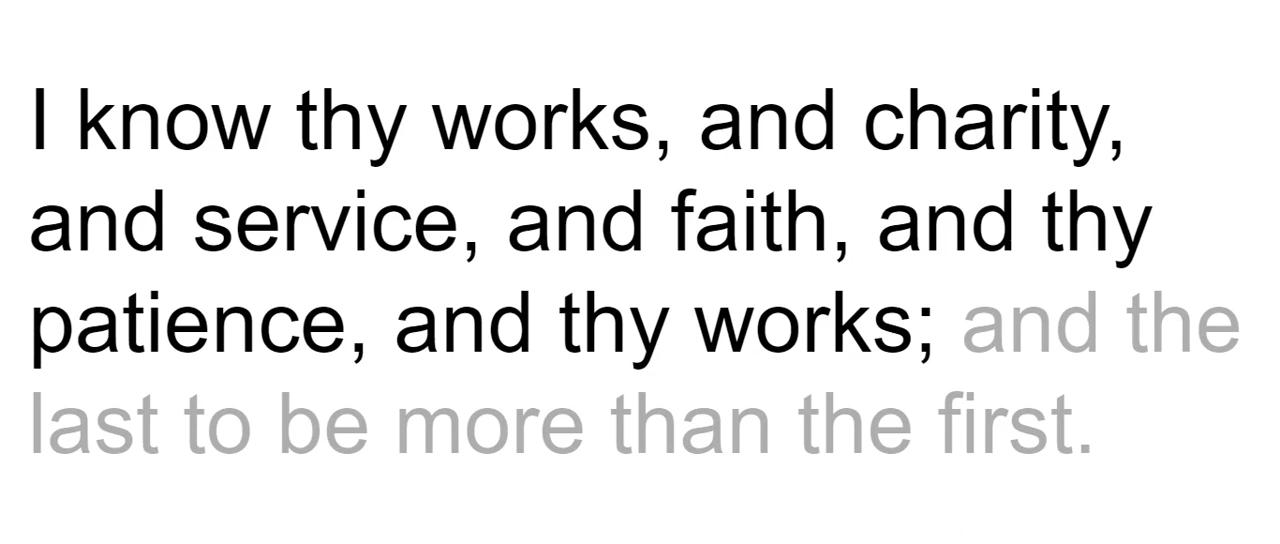 I know thy works, and charity,
and service, and faith, and thy
patience, and thy works; and the
last to be more than the first.